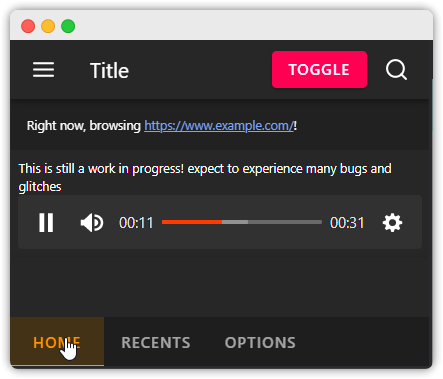 Title TOGGLE
Right now, browsing https://www.example.com/!
This is still a work in progress! expect to experience many bugs and
glitches
00:11 00:31
HOME RECENTS OPTIONS